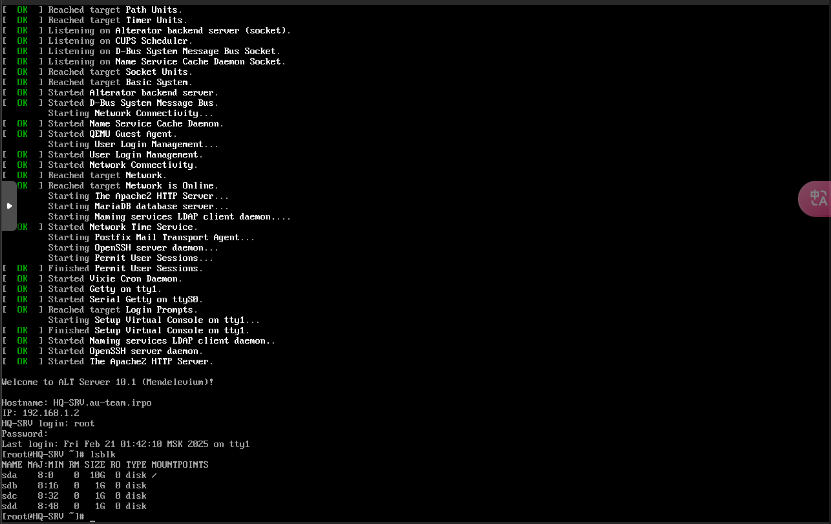 [  OK  ] Reached target Path Units.
[  OK  ] Reached target Timer Units.
[  OK  ] Listening on Alterator backend server (socket).
[  OK  ] Listening on CUPS Scheduler.
[  OK  ] Listening on D-Bus System Message Bus Socket.
[  OK  ] Listening on Name Service Cache Daemon Socket.
[  OK  ] Reached target Socket Units.
[  OK  ] Reached target Basic System.
[  OK  ] Started Alterator backend server.
[  OK  ] Started D-Bus System Message Bus.
         Starting Network Connectivity...
[  OK  ] Started Name Service Cache Daemon.
[  OK  ] Started QEMU Guest Agent.
         Starting User Login Management...
[  OK  ] Started User Login Management.
[  OK  ] Started Network Connectivity.
[  OK  ] Reached target Network.
OK  ] Reached target Network is Online.
         Starting The Apache2 HTTP Server...
         Starting MariaDB database server...
         Starting Naming services LDAP client daemon....
OK  ] Started Network Time Service.
         Starting Postfix Mail Transport Agent...
         Starting OpenSSH server daemon...
         Starting Permit User Sessions...
[  OK  ] Finished Permit User Sessions.
[  OK  ] Started Vixie Cron Daemon.
[  OK  ] Started Getty on tty1.
[  OK  ] Started Serial Getty on ttyS0.
[  OK  ] Reached target Login Prompts.
         Starting Setup Virtual Console on tty1...
[  OK  ] Finished Setup Virtual Console on tty1.
[  OK  ] Started Naming services LDAP client daemon..
[  OK  ] Started OpenSSH server daemon.
[  OK  ] Started The Apache2 HTTP Server.
Welcome to ALT Server 10.1 (Mendelevium)!
Hostname: HQ-SRV.au-team.irpo
IP: 192.168.1.2
HQ-SRV login: root
Password:
Last login: Fri Feb 21 01:42:10 MSK 2025 on tty1
[root@HQ-SRV ~]# lsblk
NAME MAJ:MIN RM SIZE RO TYPE MOUNTPOINTS
sda    8:0    0  10G  0 disk /
sdb    8:16   0   1G  0 disk
sdc    8:32   0   1G  0 disk
sdd    8:48   0   1G  0 disk
[root@HQ-SRV ~]# _
中A